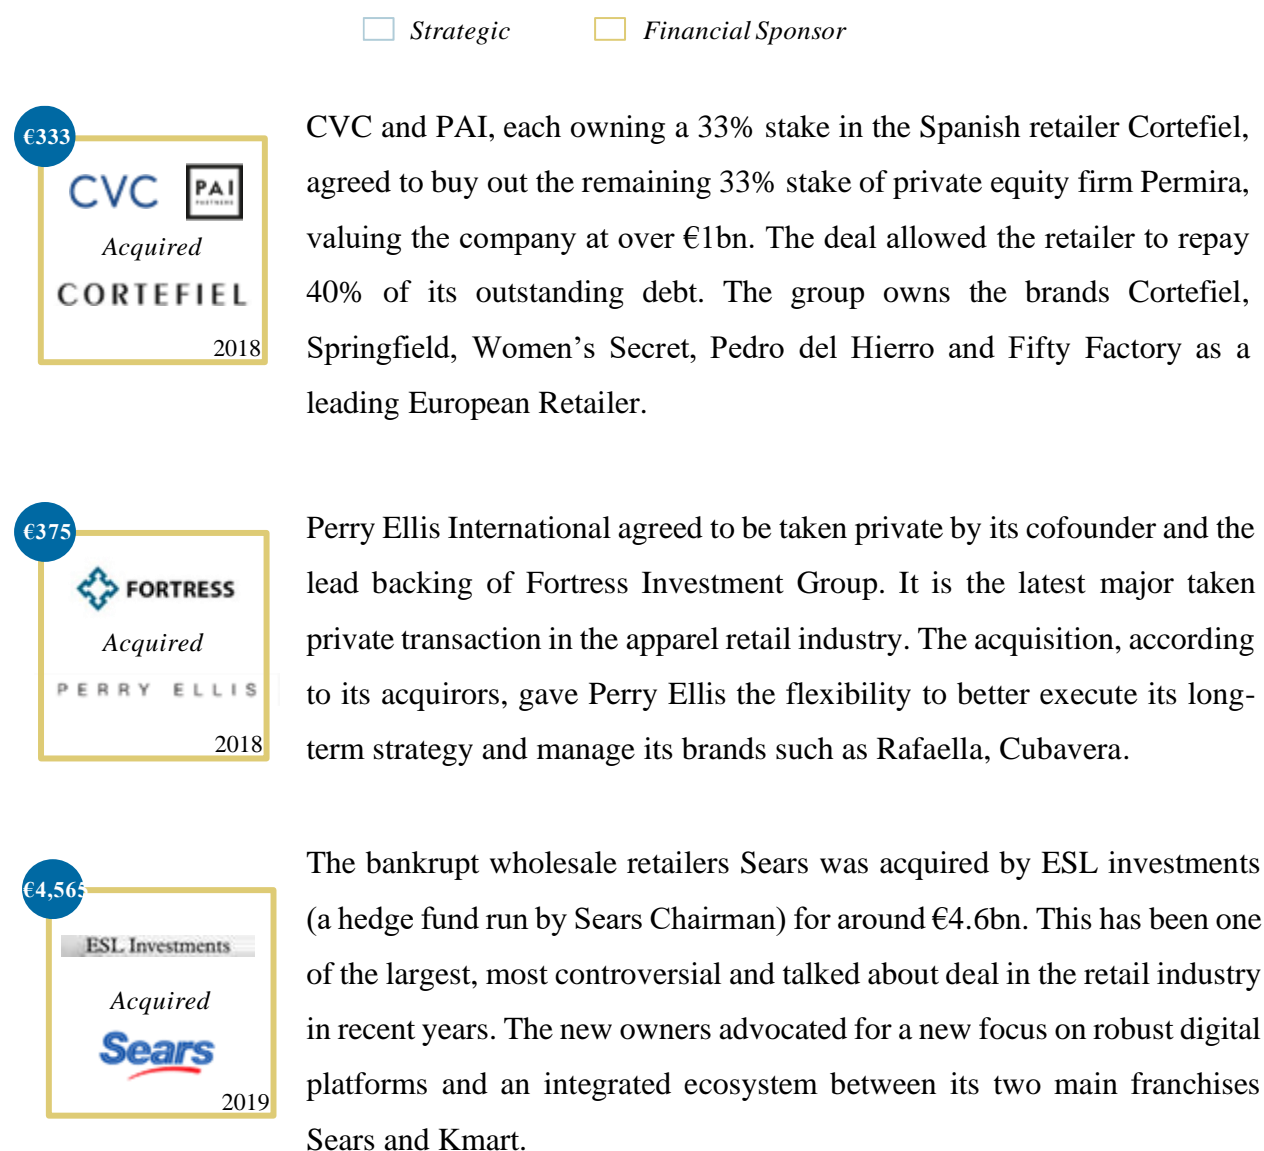 Strategic Financial Sponsor
€333
CVC PAI PARTNERS
Acquired
CORTEFIEL
2018
CVC and PAI, each owning a 33% stake in the Spanish retailer Cortefiel,
agreed to buy out the remaining 33% stake of private equity firm Permira,
valuing the company at over €1bn. The deal allowed the retailer to repay
40% of its outstanding debt. The group owns the brands Cortefiel,
Springfield, Women’s Secret, Pedro del Hierro and Fifty Factory as a
leading European Retailer.
€375
FORTRESS
Acquired
PERRY ELLIS
2018
Perry Ellis International agreed to be taken private by its cofounder and the
lead backing of Fortress Investment Group. It is the latest major taken
private transaction in the apparel retail industry. The acquisition, according
to its acquirors, gave Perry Ellis the flexibility to better execute its long-
term strategy and manage its brands such as Rafaella, Cubavera.
€4,565
ESL Investments
Acquired
Sears
2019
The bankrupt wholesale retailers Sears was acquired by ESL investments
(a hedge fund run by Sears Chairman) for around €4.6bn. This has been one
of the largest, most controversial and talked about deal in the retail industry
in recent years. The new owners advocated for a new focus on robust digital
platforms and an integrated ecosystem between its two main franchises
Sears and Kmart.